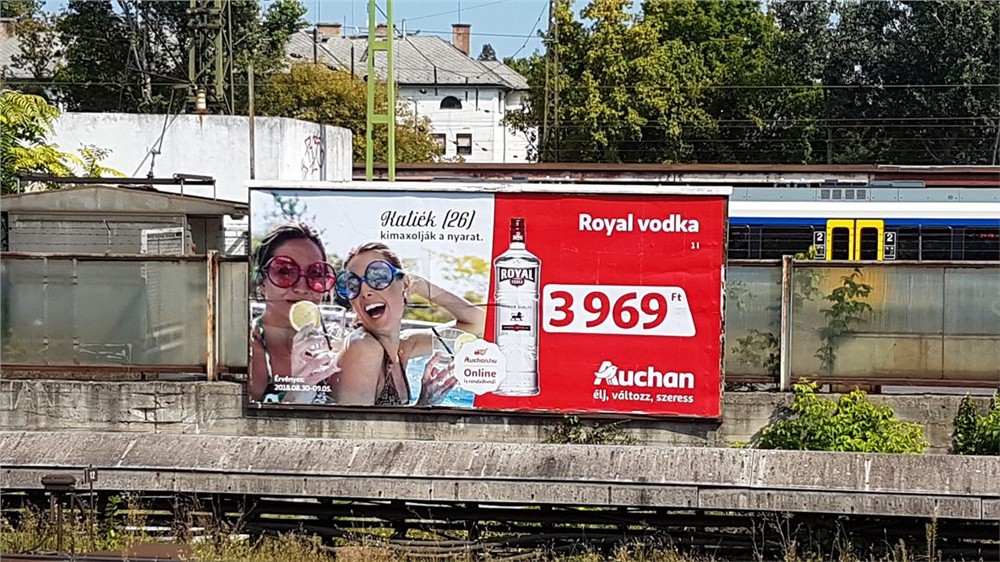 Haliék [26]
kimaxolják a nyarat.
Royal vodka
1 l
ROYAL
VODKA
3 969 Ft
Auchan.hu
Online
is rendelhető!
Érvényes:
2018.08.30-09.05.
Auchan
élj, változz, szeress
2
2